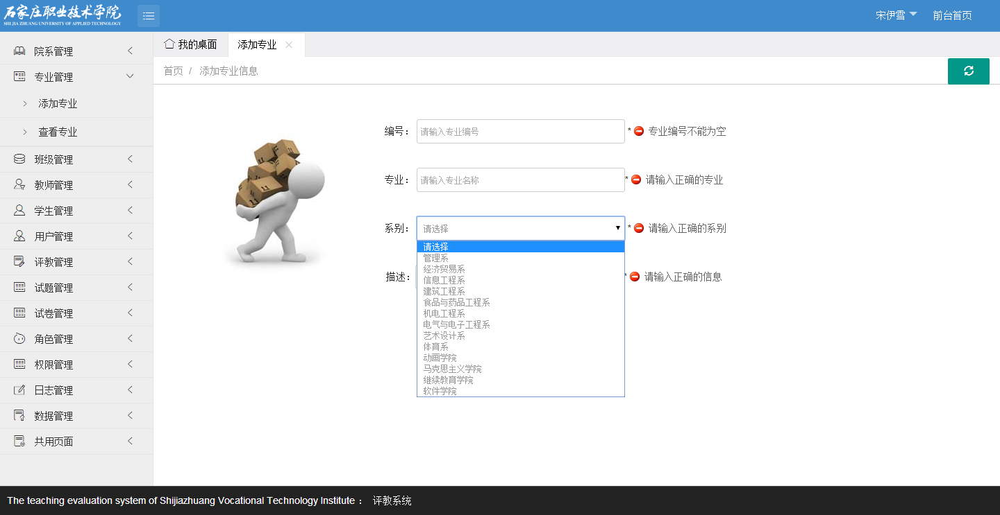 石家庄职业技术学院
SHI JIA ZHUANG UNIVERSITY OF APPLIED TECHNOLOGY
宋伊雪 前台首页
院系管理
专业管理
添加专业
查看专业
班级管理
教师管理
学生管理
用户管理
评教管理
试题管理
试卷管理
角色管理
权限管理
日志管理
数据管理
共用页面
我的桌面 添加专业
首页 / 添加专业信息
编号： 请输入专业编号 * 专业编号不能为空
专业： 请输入专业名称 * 请输入正确的专业
系别： 请选择 * 请输入正确的系别
请选择
管理系
经济贸易系
信息工程系
建筑工程系
食品与药品工程系
机电工程系
电气与电子工程系
艺术设计系
体育系
动画学院
马克思主义学院
继续教育学院
软件学院
描述： * 请输入正确的信息
The teaching evaluation system of Shijiazhuang Vocational Technology Institute： 评教系统